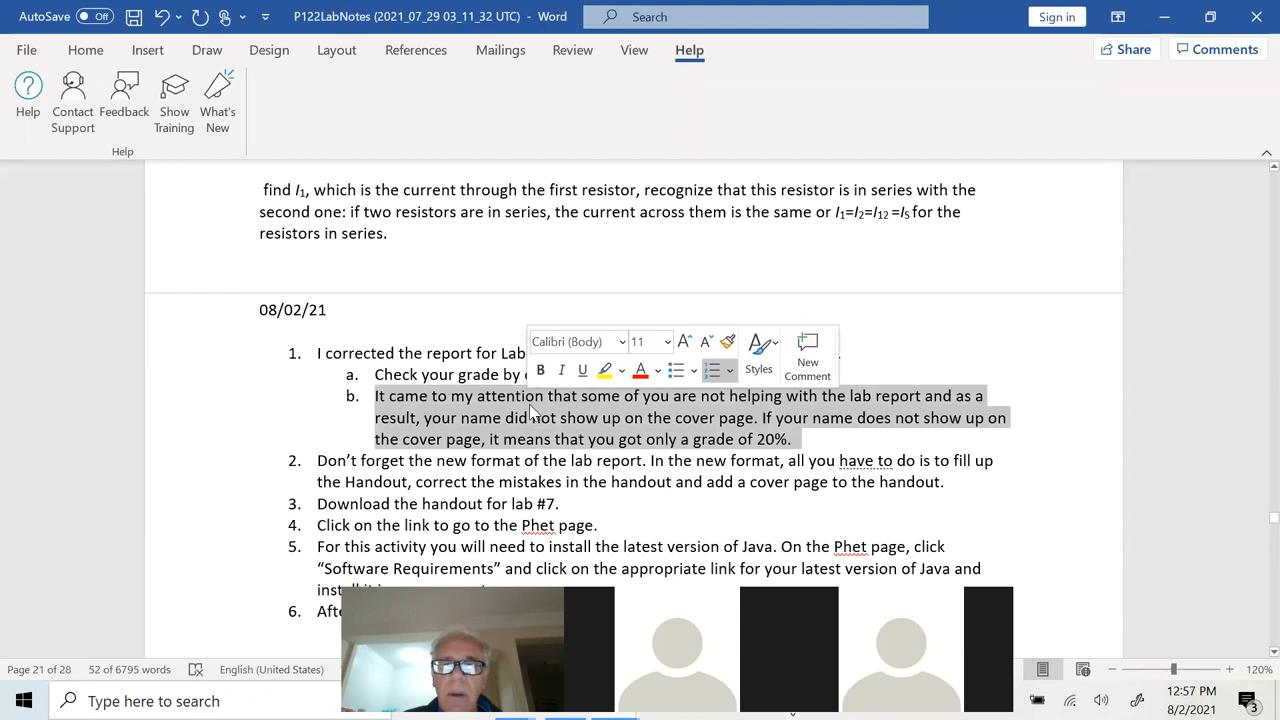 AutoSave Off P122LabNotes (2021_07_29 03_11_32 UTC) - Word Search Sign in
File Home Insert Draw Design Layout References Mailings Review View Help Share Comments
Help Contact Support Feedback Show Training What's New
Help
find I1, which is the current through the first resistor, recognize that this resistor is in series with the
second one: if two resistors are in series, the current across them is the same or I1=I2=I12 =I5 for the
resistors in series.
08/02/21
Calibri (Body) 11
B I U A Styles New Comment
1. I corrected the report for Lab
a. Check your grade by
b. It came to my attention that some of you are not helping with the lab report and as a
result, your name did not show up on the cover page. If your name does not show up on
the cover page, it means that you got only a grade of 20%.
2. Don’t forget the new format of the lab report. In the new format, all you have to do is to fill up
the Handout, correct the mistakes in the handout and add a cover page to the handout.
3. Download the handout for lab #7.
4. Click on the link to go to the Phet page.
5. For this activity you will need to install the latest version of Java. On the Phet page, click
“Software Requirements” and click on the appropriate link for your latest version of Java and
6.
Page 21 of 28 52 of 6795 words English (United States) 120%
Type here to search 12:57 PM
8/2/2021 3